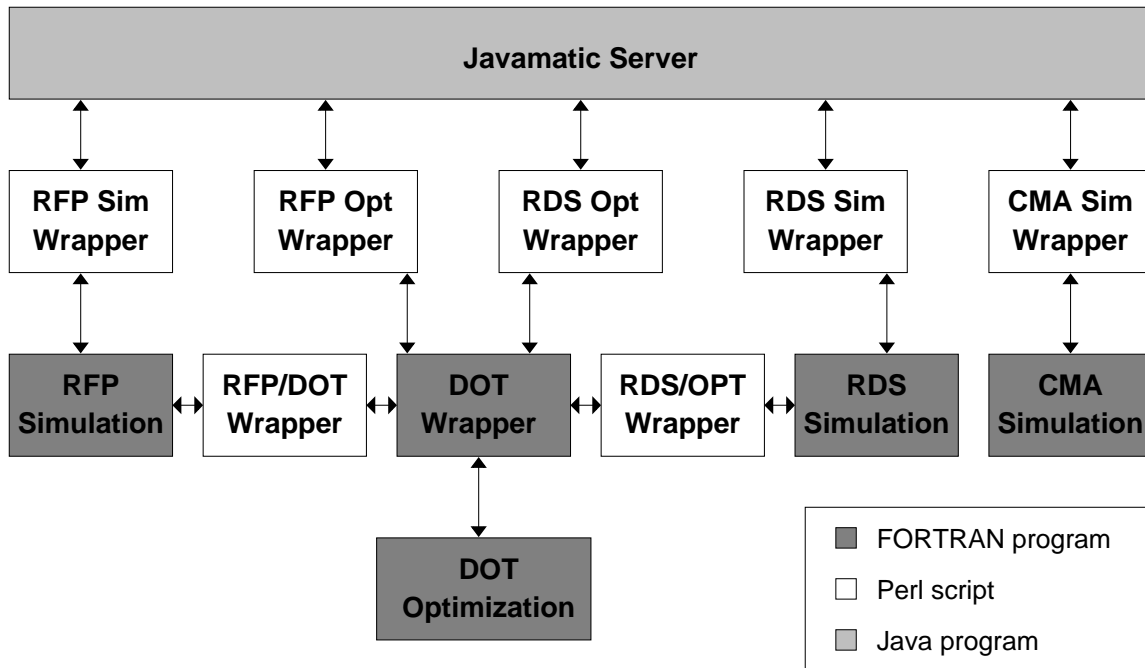 Javamatic Server
RFP Sim
Wrapper
RFP Opt
Wrapper
RDS Opt
Wrapper
RDS Sim
Wrapper
CMA Sim
Wrapper
RFP
Simulation
RFP/DOT
Wrapper
DOT
Wrapper
RDS/OPT
Wrapper
RDS
Simulation
CMA
Simulation
DOT
Optimization
FORTRAN program
Perl script
Java program